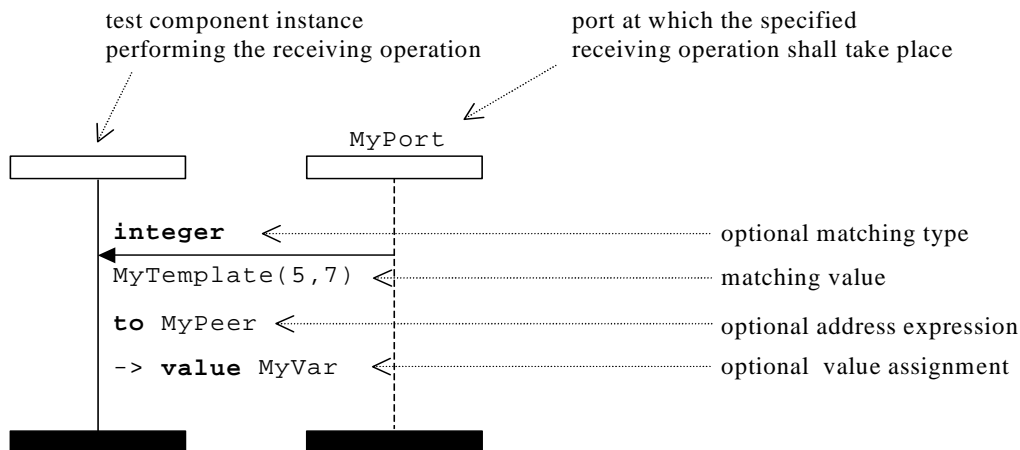 test component instance
performing the receiving operation
port at which the specified
receiving operation shall take place
MyPort
integer
optional matching type
MyTemplate(5,7)
matching value
to MyPeer
optional address expression
-> value MyVar
optional value assignment